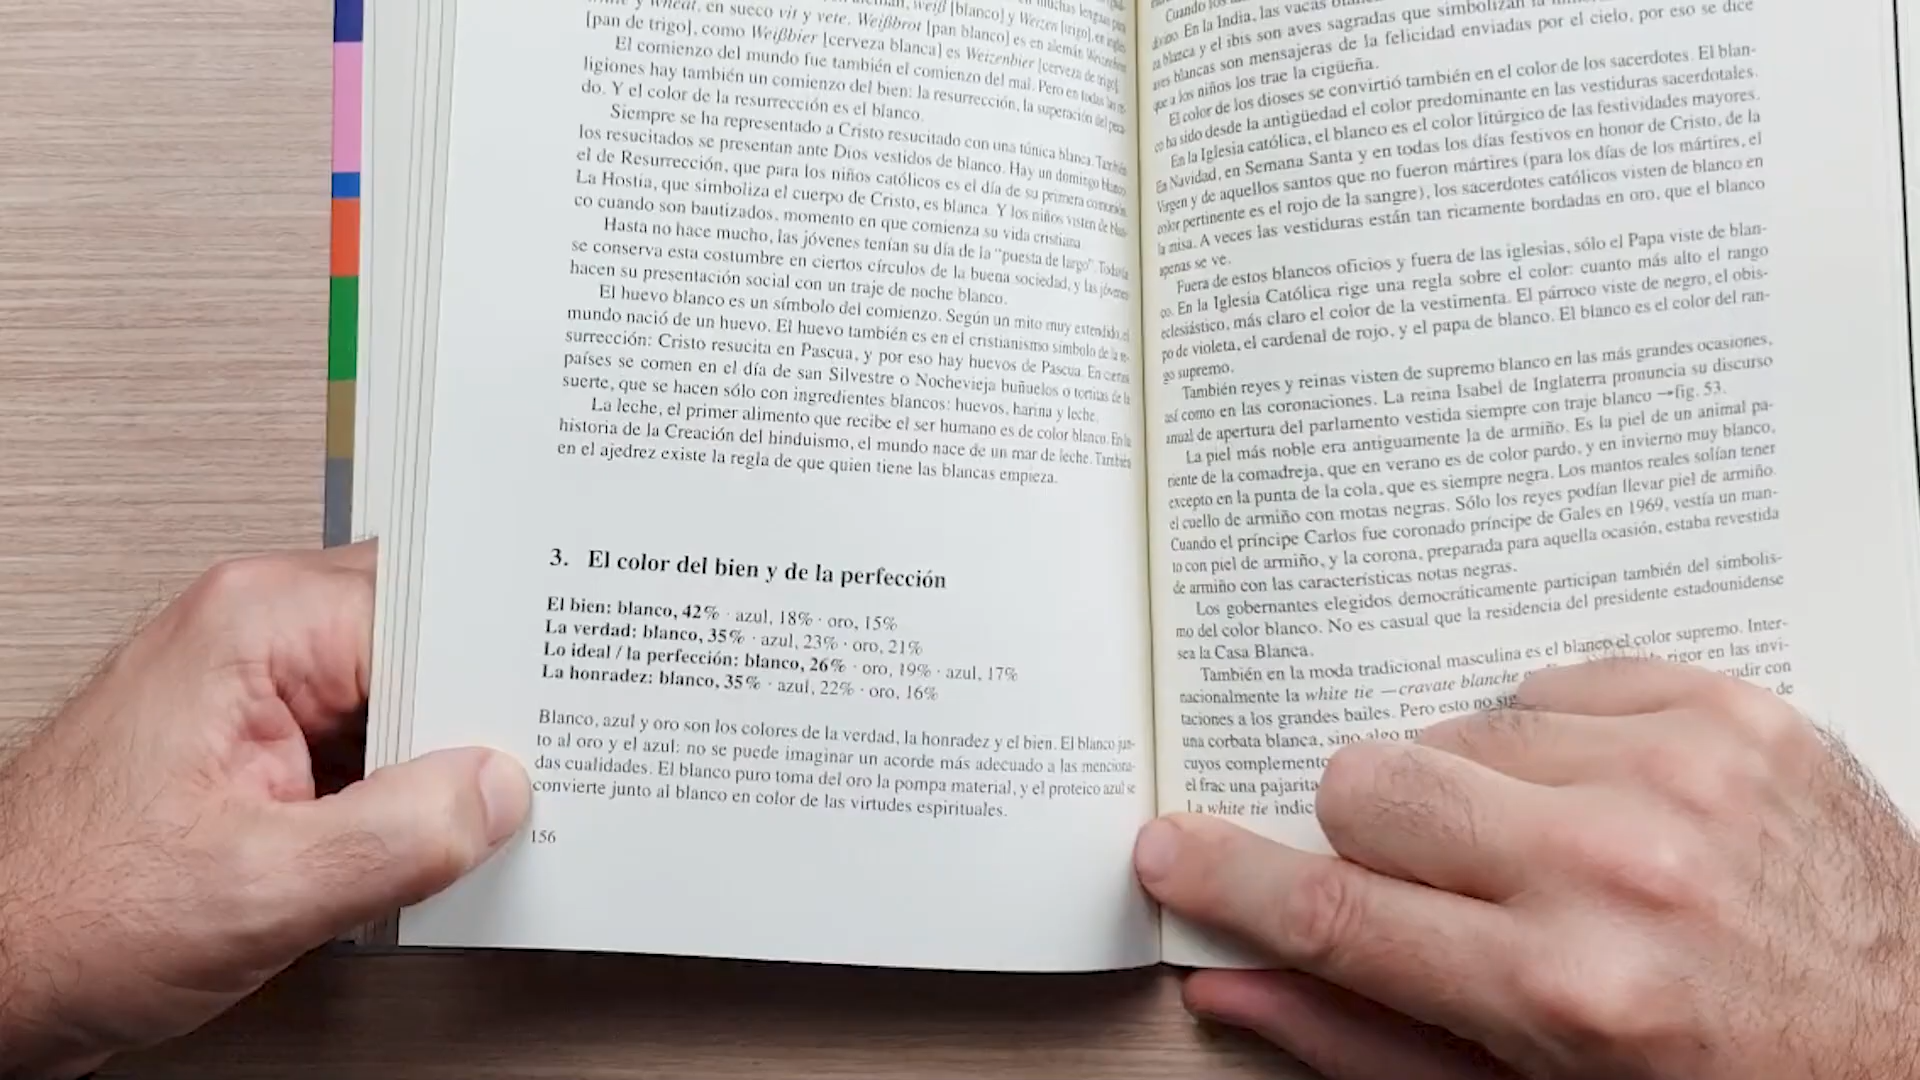 weiß [blanco] y Weizen [trigo], en
y wheat, en sueco vit y vete. Weißbrot [pan blanco] es en alemán
[pan de trigo], como Weißbier [cerveza blanca] es Weizenbier [cerveza de trigo].
El comienzo del mundo fue también el comienzo del mal. Pero en todas las re-
ligiones hay también un comienzo del bien: la resurrección, la superación del peca-
do. Y el color de la resurrección es el blanco.
Siempre se ha representado a Cristo resucitado con una túnica blanca. También
los resucitados se presentan ante Dios vestidos de blanco. Hay un domingo blanco,
el de Resurrección, que para los niños católicos es el día de su primera comunión.
La Hostia, que simboliza el cuerpo de Cristo, es blanca. Y los niños visten de blan-
co cuando son bautizados, momento en que comienza su vida cristiana.
Hasta no hace mucho, las jóvenes tenían su día de la "puesta de largo". Todavía
se conserva esta costumbre en ciertos círculos de la buena sociedad, y las jóvenes
hacen su presentación social con un traje de noche blanco.
El huevo blanco es un símbolo del comienzo. Según un mito muy extendido, el
mundo nació de un huevo. El huevo también es en el cristianismo símbolo de la re-
surrección: Cristo resucita en Pascua, y por eso hay huevos de Pascua. En ciertos
países se comen en el día de san Silvestre o Nochevieja buñuelos o tortitas de la
suerte, que se hacen sólo con ingredientes blancos: huevos, harina y leche.
La leche, el primer alimento que recibe el ser humano es de color blanco. En la
historia de la Creación del hinduismo, el mundo nace de un mar de leche. También
en el ajedrez existe la regla de que quien tiene las blancas empieza.
3. El color del bien y de la perfección
El bien: blanco, 42% · azul, 18% · oro, 15%
La verdad: blanco, 35% · azul, 23% · oro, 21%
Lo ideal / la perfección: blanco, 26% · oro, 19% · azul, 17%
La honradez: blanco, 35% · azul, 22% · oro, 16%
Blanco, azul y oro son los colores de la verdad, la honradez y el bien. El blanco jun-
to al oro y el azul: no se puede imaginar un acorde más adecuado a las menciona-
das cualidades. El blanco puro toma del oro la pompa material, y el proteico azul se
convierte junto al blanco en color de las virtudes espirituales.
156
Cuando los
divino. En la India, las vacas
blanca y el ibis son aves sagradas que simbolizan la
aves blancas son mensajeras de la felicidad enviadas por el cielo, por eso se dice
que a los niños los trae la cigüeña.
El color de los dioses se convirtió también en el color de los sacerdotes. El blan-
co ha sido desde la antigüedad el color predominante en las vestiduras sacerdotales.
En la Iglesia católica, el blanco es el color litúrgico de las festividades mayores.
En Navidad, en Semana Santa y en todas los días festivos en honor de Cristo, de la
Virgen y de aquellos santos que no fueron mártires (para los días de los mártires, el
color pertinente es el rojo de la sangre), los sacerdotes católicos visten de blanco en
la misa. A veces las vestiduras están tan ricamente bordadas en oro, que el blanco
apenas se ve.
Fuera de estos blancos oficios y fuera de las iglesias, sólo el Papa viste de blan-
co. En la Iglesia Católica rige una regla sobre el color: cuanto más alto el rango
eclesiástico, más claro el color de la vestimenta. El párroco viste de negro, el obis-
po de violeta, el cardenal de rojo, y el papa de blanco. El blanco es el color del ran-
go supremo.
También reyes y reinas visten de supremo blanco en las más grandes ocasiones,
así como en las coronaciones. La reina Isabel de Inglaterra pronuncia su discurso
anual de apertura del parlamento vestida siempre con traje blanco →fig. 53.
La piel más noble era antiguamente la de armiño. Es la piel de un animal pa-
riente de la comadreja, que en verano es de color pardo, y en invierno muy blanco,
excepto en la punta de la cola, que es siempre negra. Los mantos reales solían tener
el cuello de armiño con motas negras. Sólo los reyes podían llevar piel de armiño.
Cuando el príncipe Carlos fue coronado príncipe de Gales en 1969, vestía un man-
to con piel de armiño, y la corona, preparada para aquella ocasión, estaba revestida
de armiño con las características notas negras.
Los gobernantes elegidos democráticamente participan también del simbolis-
mo del color blanco. No es casual que la residencia del presidente estadounidense
sea la Casa Blanca.
También en la moda tradicional masculina es el blanco el color supremo. Inter-
nacionalmente la white tie —cravate blanche rigor en las invi-
taciones a los grandes bailes. Pero esto no sig cudir con
una corbata blanca, sino algo m de
cuyos complemento
el frac una pajarita
La white tie indic